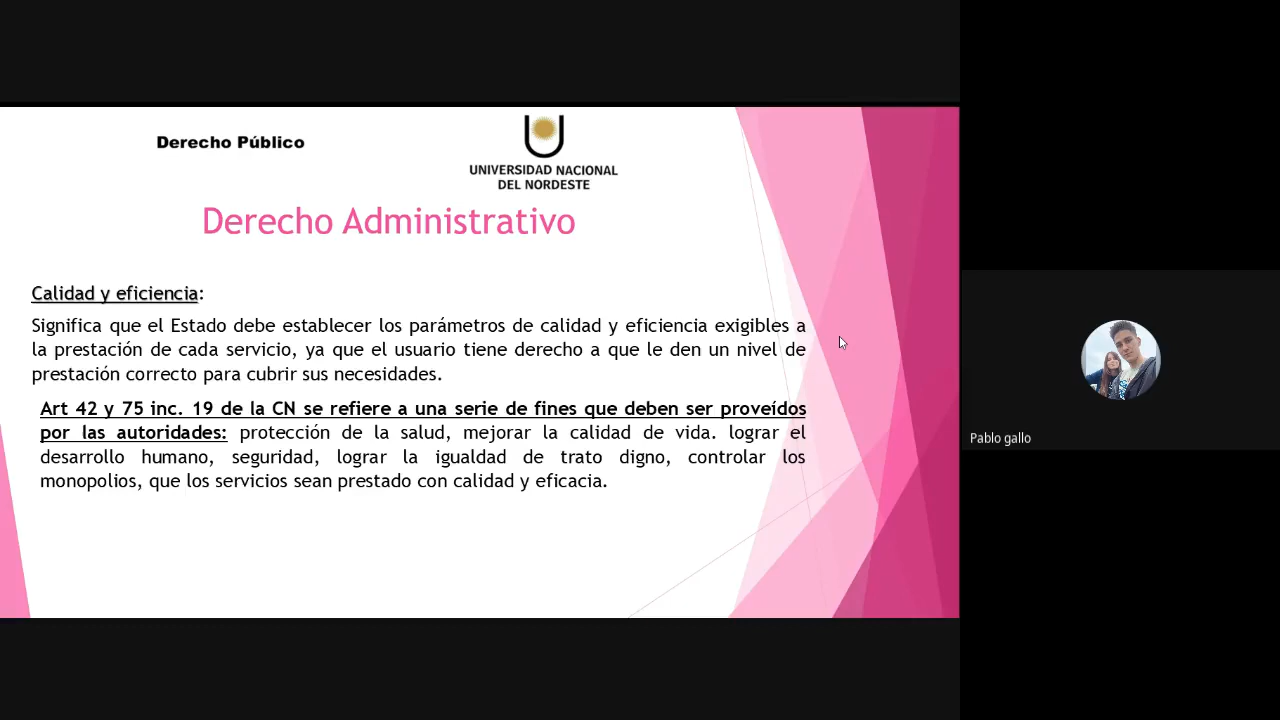 Derecho Público
UNIVERSIDAD NACIONAL
DEL NORDESTE
Derecho Administrativo
Calidad y eficiencia:
Significa que el Estado debe establecer los parámetros de calidad y eficiencia exigibles a
la prestación de cada servicio, ya que el usuario tiene derecho a que le den un nivel de
prestación correcto para cubrir sus necesidades.
Art 42 y 75 inc. 19 de la CN se refiere a una serie de fines que deben ser proveídos
por las autoridades: protección de la salud, mejorar la calidad de vida. lograr el
desarrollo humano, seguridad, lograr la igualdad de trato digno, controlar los
monopolios, que los servicios sean prestado con calidad y eficacia.
Pablo gallo